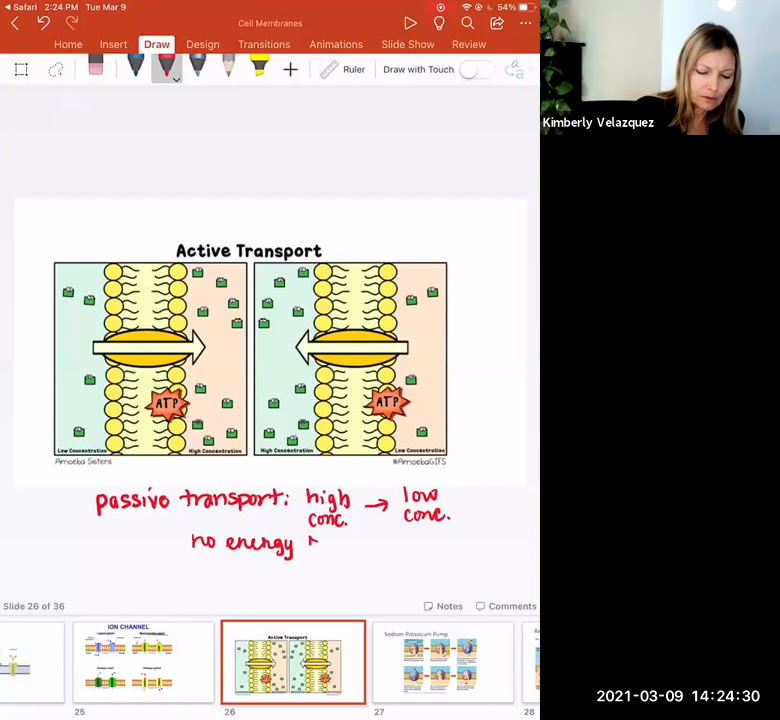 Safari 2:24 PM Tue Mar 9
54%
Cell Membranes
Home Insert Draw Design Transitions Animations Slide Show Review
Ruler
Draw with Touch
Kimberly Velazquez
Active Transport
ATP
Low Concentration
High Concentration
ATP
High Concentration
Low Concentration
Amoeba Sisters
#AmoebaGIFS
passive transport: high conc. → low conc.
no energy
Slide 26 of 36
Notes
Comments
ION CHANNEL
Active Transport
Sodium Potassium Pump
25
26
27
28
2021-03-09 14:24:30